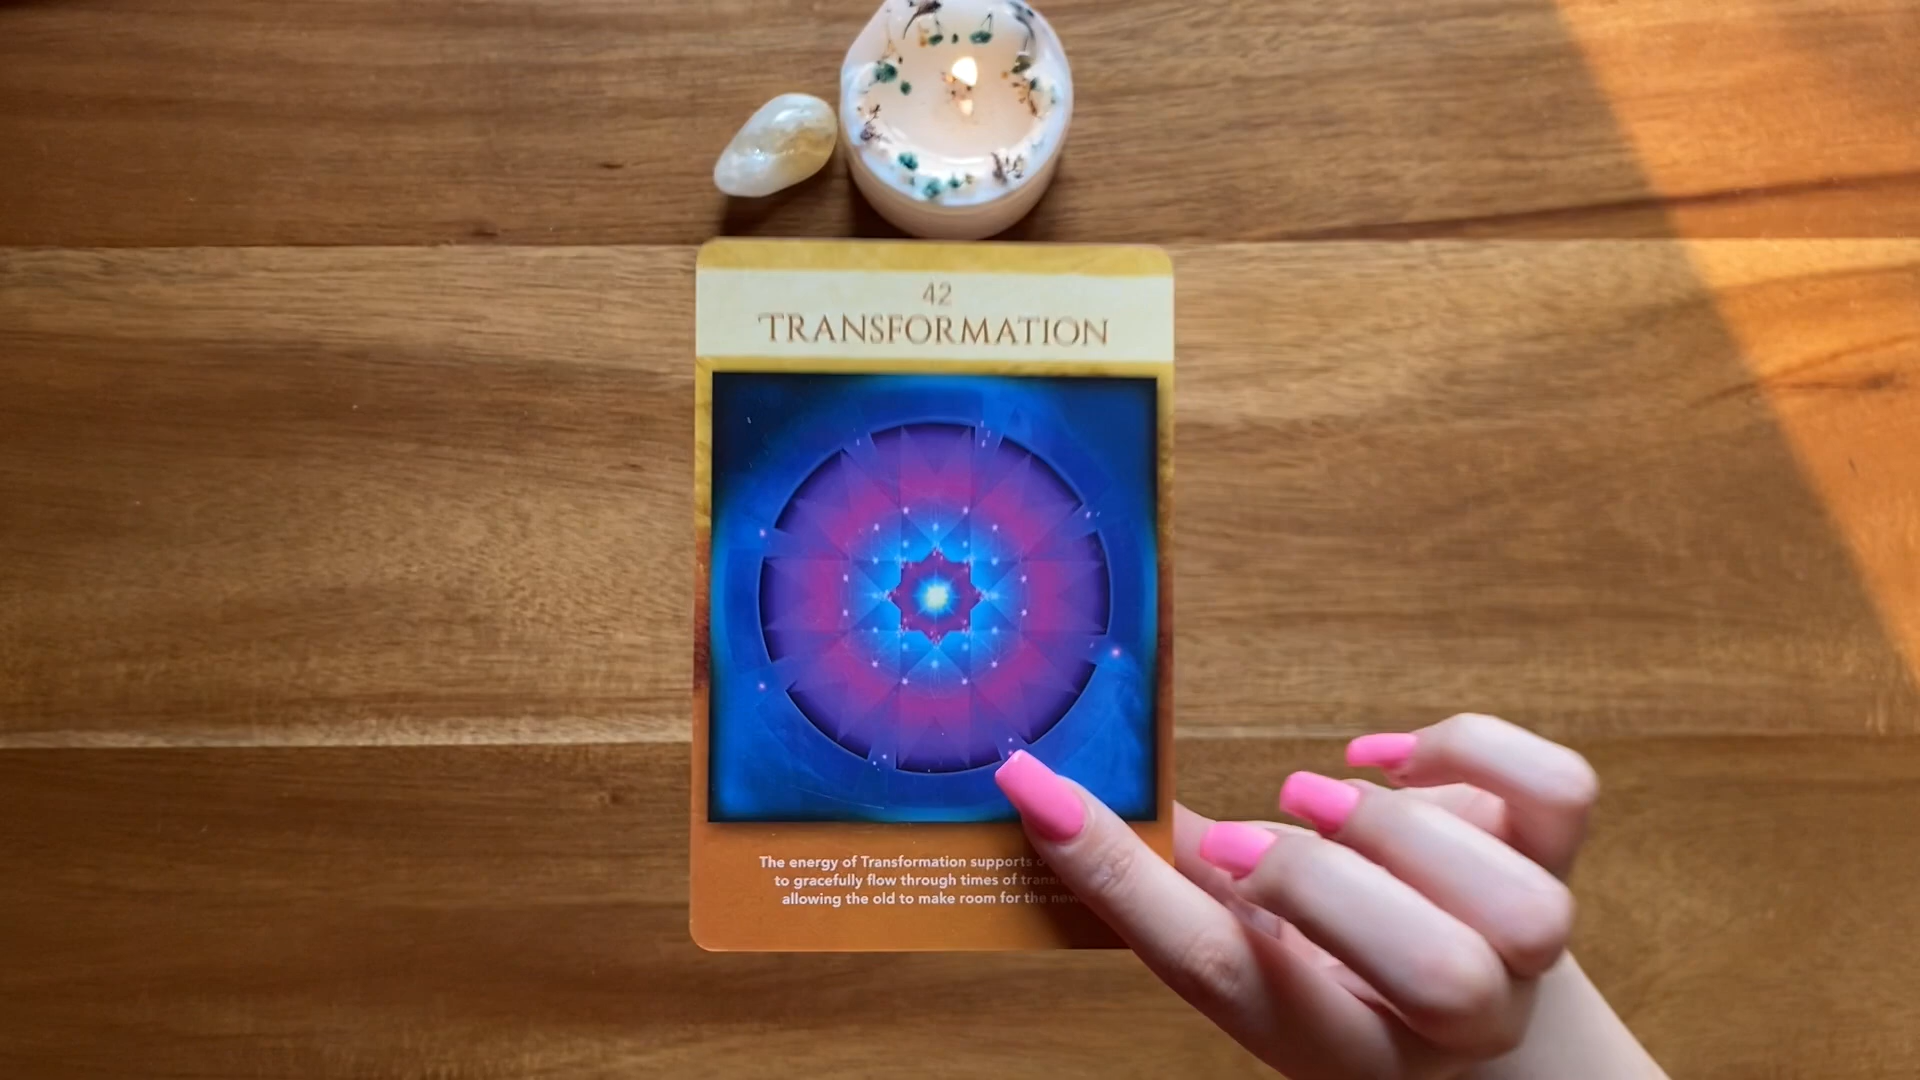 42
TRANSFORMATION
The energy of Transformation supports
to gracefully flow through times of
allowing the old to make room for the new